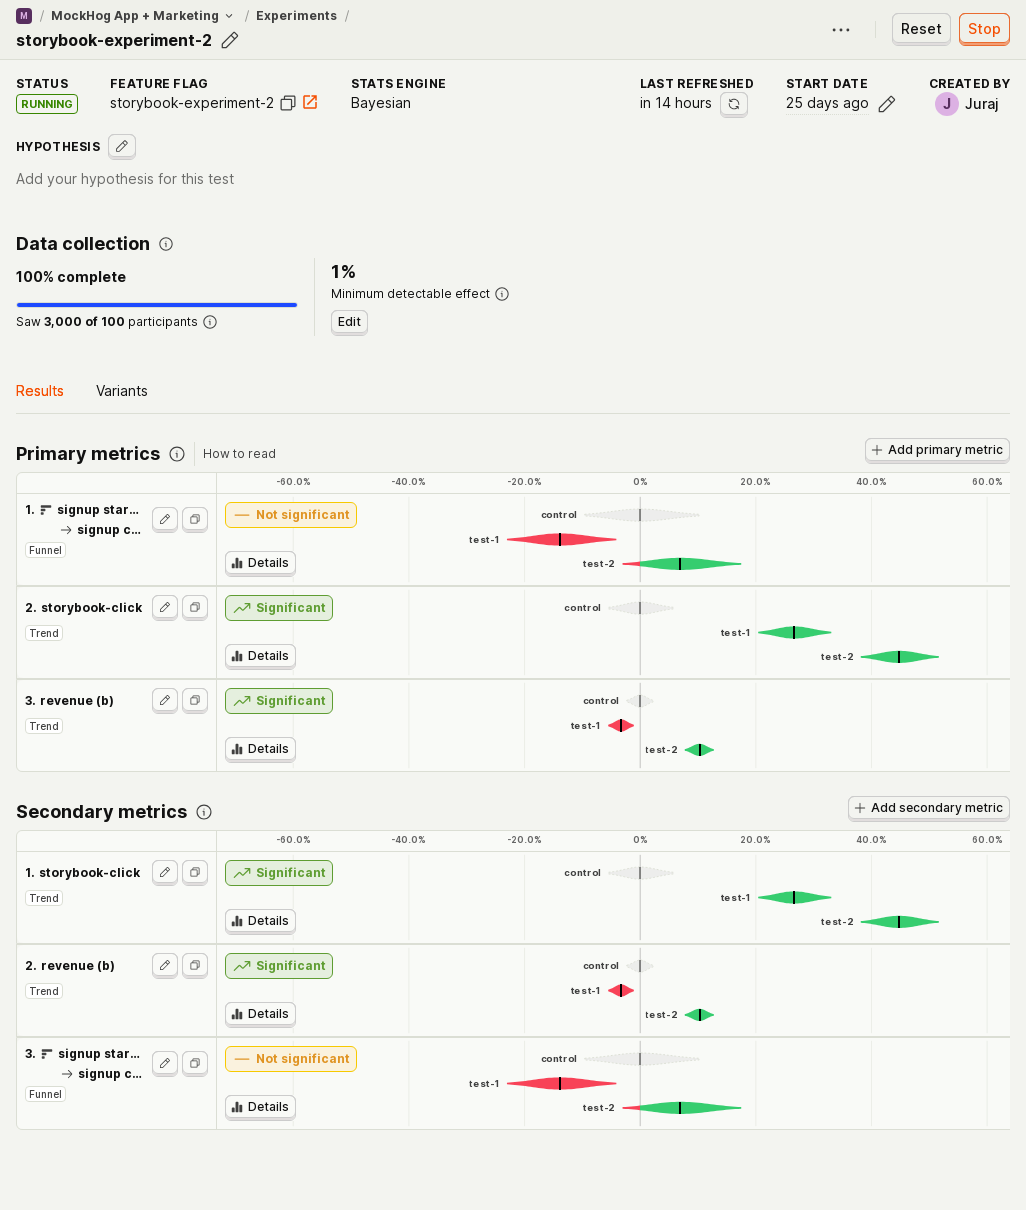 M / MockHog App + Marketing / Experiments /
storybook-experiment-2
Reset
Stop
STATUS
RUNNING
FEATURE FLAG
storybook-experiment-2
STATS ENGINE
Bayesian
LAST REFRESHED
in 14 hours
START DATE
25 days ago
CREATED BY
J Juraj
HYPOTHESIS
Add your hypothesis for this test
Data collection
100% complete
Saw 3,000 of 100 participants
1%
Minimum detectable effect
Edit
Results Variants
Primary metrics How to read
Add primary metric
-60.0% -40.0% -20.0% 0% 20.0% 40.0% 60.0%
1. signup star...
signup c...
Funnel
Not significant
Details
control
test-1
test-2
2. storybook-click
Trend
Significant
Details
control
test-1
test-2
3. revenue (b)
Trend
Significant
Details
control
test-1
test-2
Secondary metrics
Add secondary metric
-60.0% -40.0% -20.0% 0% 20.0% 40.0% 60.0%
1. storybook-click
Trend
Significant
Details
control
test-1
test-2
2. revenue (b)
Trend
Significant
Details
control
test-1
test-2
3. signup star...
signup c...
Funnel
Not significant
Details
control
test-1
test-2